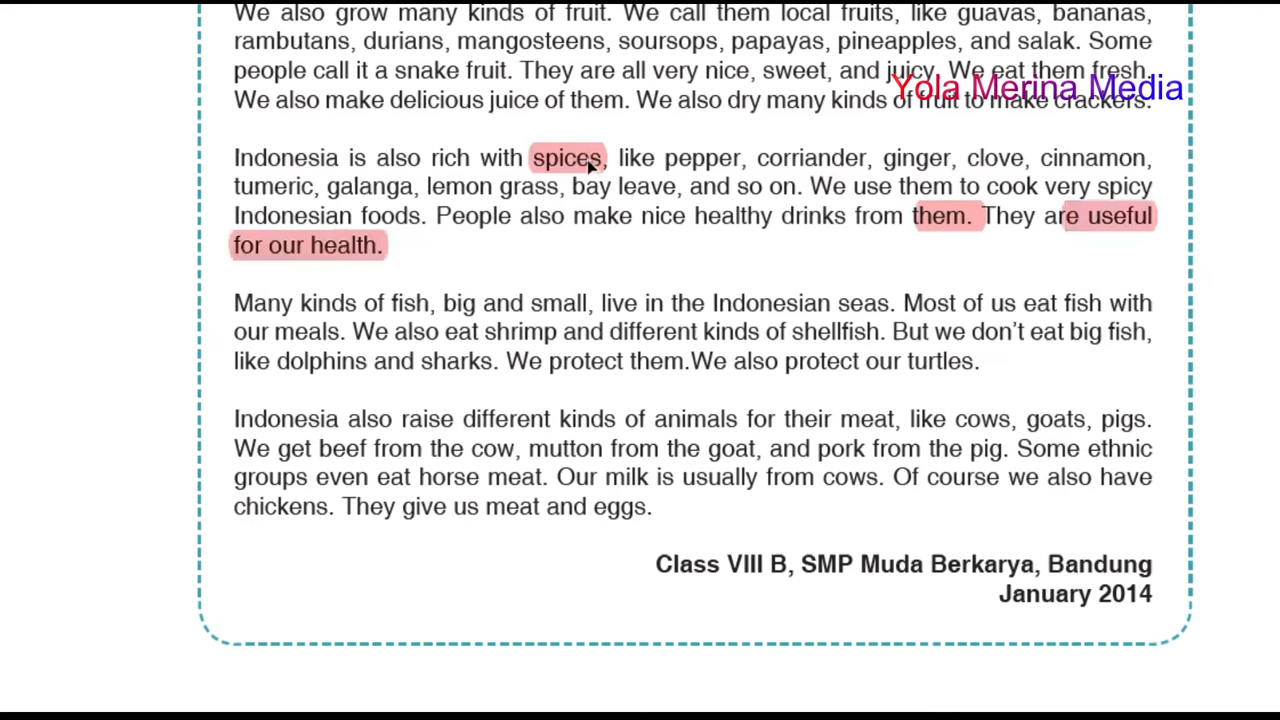 We also grow many kinds of fruit. We call them local fruits, like guavas, bananas,
rambutans, durians, mangosteens, soursops, papayas, pineapples, and salak. Some
people call it a snake fruit. They are all very nice, sweet, and juicy. We eat them fresh.
Yola Merina Media
We also make delicious juice of them. We also dry many kinds of fruit to make crackers.
Indonesia is also rich with spices, like pepper, corriander, ginger, clove, cinnamon,
tumeric, galanga, lemon grass, bay leave, and so on. We use them to cook very spicy
Indonesian foods. People also make nice healthy drinks from them. They are useful
for our health.
Many kinds of fish, big and small, live in the Indonesian seas. Most of us eat fish with
our meals. We also eat shrimp and different kinds of shellfish. But we don't eat big fish,
like dolphins and sharks. We protect them.We also protect our turtles.
Indonesia also raise different kinds of animals for their meat, like cows, goats, pigs.
We get beef from the cow, mutton from the goat, and pork from the pig. Some ethnic
groups even eat horse meat. Our milk is usually from cows. Of course we also have
chickens. They give us meat and eggs.
Class VIII B, SMP Muda Berkarya, Bandung
January 2014